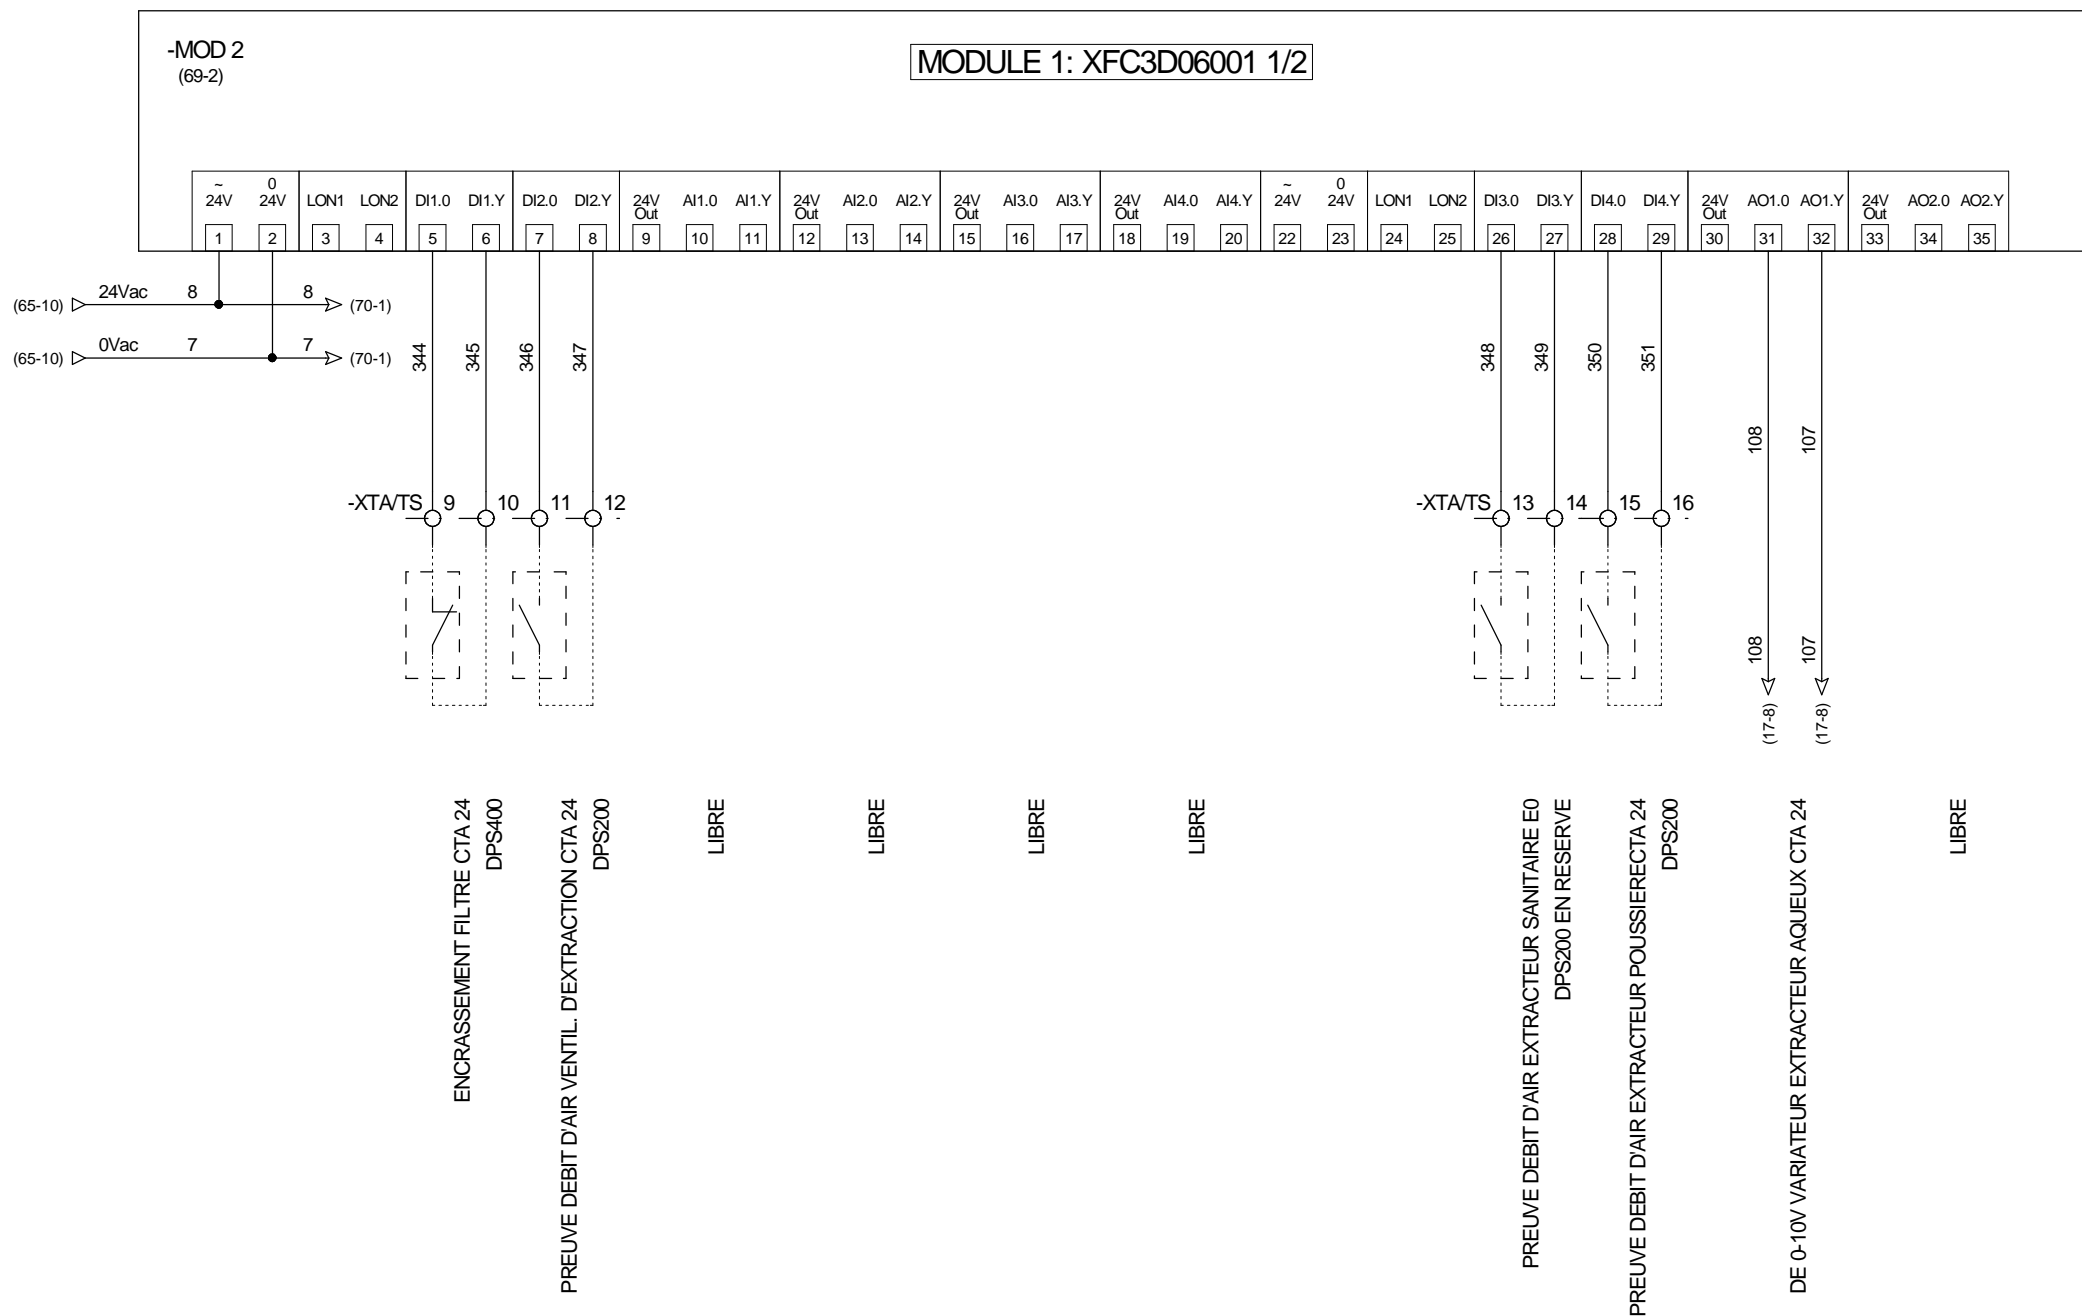 -MOD 2
(69-2)
MODULE 1: XFC3D06001 1/2
~ 24V
0 24V
LON1
LON2
DI1.0
DI1.Y
DI2.0
DI2.Y
24V Out
AI1.0
AI1.Y
24V Out
AI2.0
AI2.Y
24V Out
AI3.0
AI3.Y
24V Out
AI4.0
AI4.Y
~ 24V
0 24V
LON1
LON2
DI3.0
DI3.Y
DI4.0
DI4.Y
24V Out
AO1.0
AO1.Y
24V Out
AO2.0
AO2.Y
1 2 3 4 5 6 7 8 9 10 11 12 13 14 15 16 17 18 19 20 22 23 24 25 26 27 28 29 30 31 32 33 34 35
(65-10) 24Vac 8 8 (70-1)
(65-10) 0Vac 7 7 (70-1)
344
345
346
347
348
349
350
351
108
107
-XTA/TS 9 10 11 12
-XTA/TS 13 14 15 16
108
107
(17-8)
(17-8)
ENCRASSEMENT FILTRE CTA 24
DPS400
PREUVE DEBIT D'AIR VENTIL. D'EXTRACTION CTA 24
DPS200
LIBRE
LIBRE
LIBRE
LIBRE
PREUVE DEBIT D'AIR EXTRACTEUR SANITAIRE E0
DPS200 EN RESERVE
PREUVE DEBIT D'AIR EXTRACTEUR POUSSIERECTA 24
DPS200
DE 0-10V VARIATEUR EXTRACTEUR AQUEUX CTA 24
LIBRE